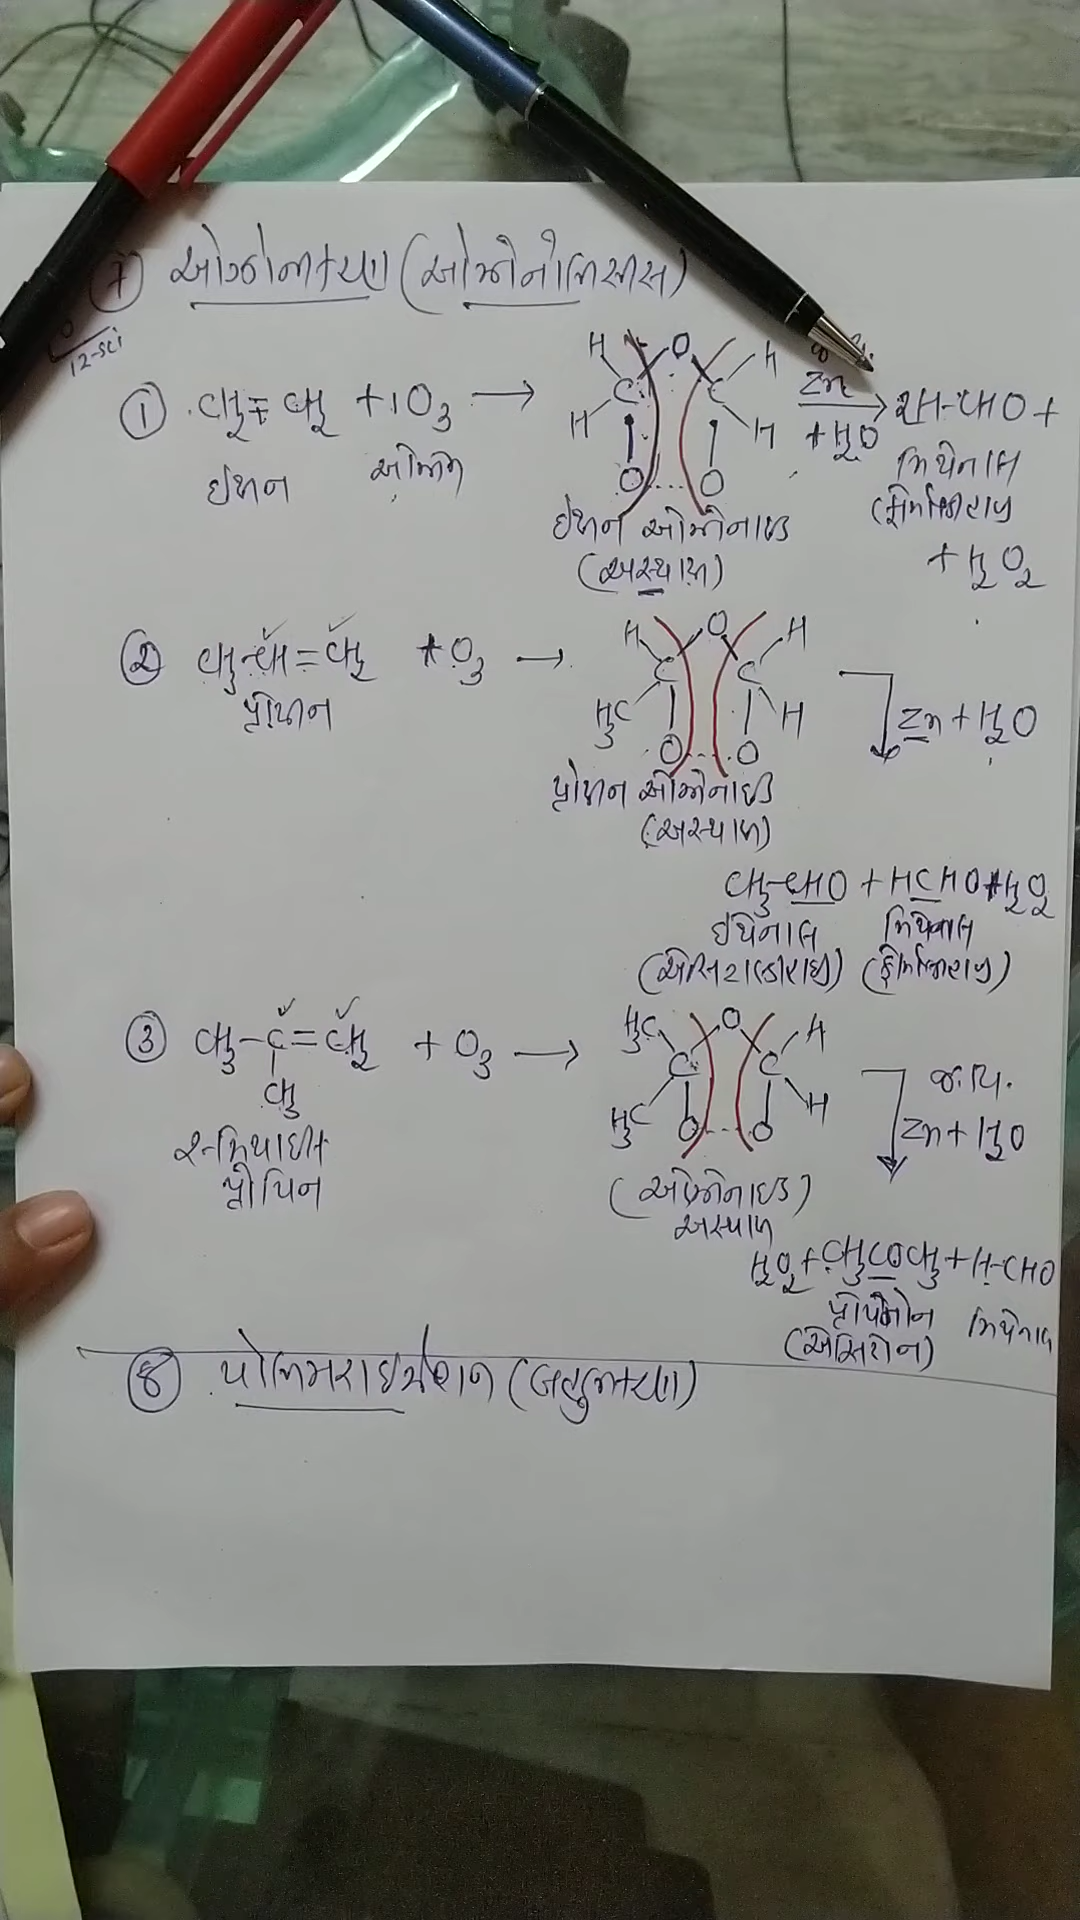 7) ઓઝોનાઇઝેશન (ઓઝોનોલિસીસ)
12-sci
① CH₂=CH₂ + O₃ → Zn + H₂O → 2H-CHO +
ઇથીન ઓઝોન મિથેનાલ
ઇથીન ઓઝોનાઇડ (ફોર્માલ્ડીહાઇડ)
(અસ્થાયી) + H₂O₂
② CH₃-CH=CH₂ + O₃ → Zn + H₂O
પ્રોપીન
પ્રોપીન ઓઝોનાઇડ
(અસ્થાયી)
CH₃-CHO + HCHO + H₂O₂
ઇથેનાલ મિથેનાલ
(એસિટાલ્ડીહાઇડ) (ફોર્માલ્ડીહાઇડ)
③ CH₃-C=CH₂ + O₃ → જ.વિ.
CH₃ Zn + H₂O
૨-મિથાઇલ
પ્રોપિન (ઓઝોનાઇડ)
અસ્થાયી
H₂O₂ + CH₃COCH₃ + H-CHO
પ્રોપેનોન મિથેનાલ
(એસિટોન)
⑧ પોલિમરાઇઝેશન (બહુલીકરણ)